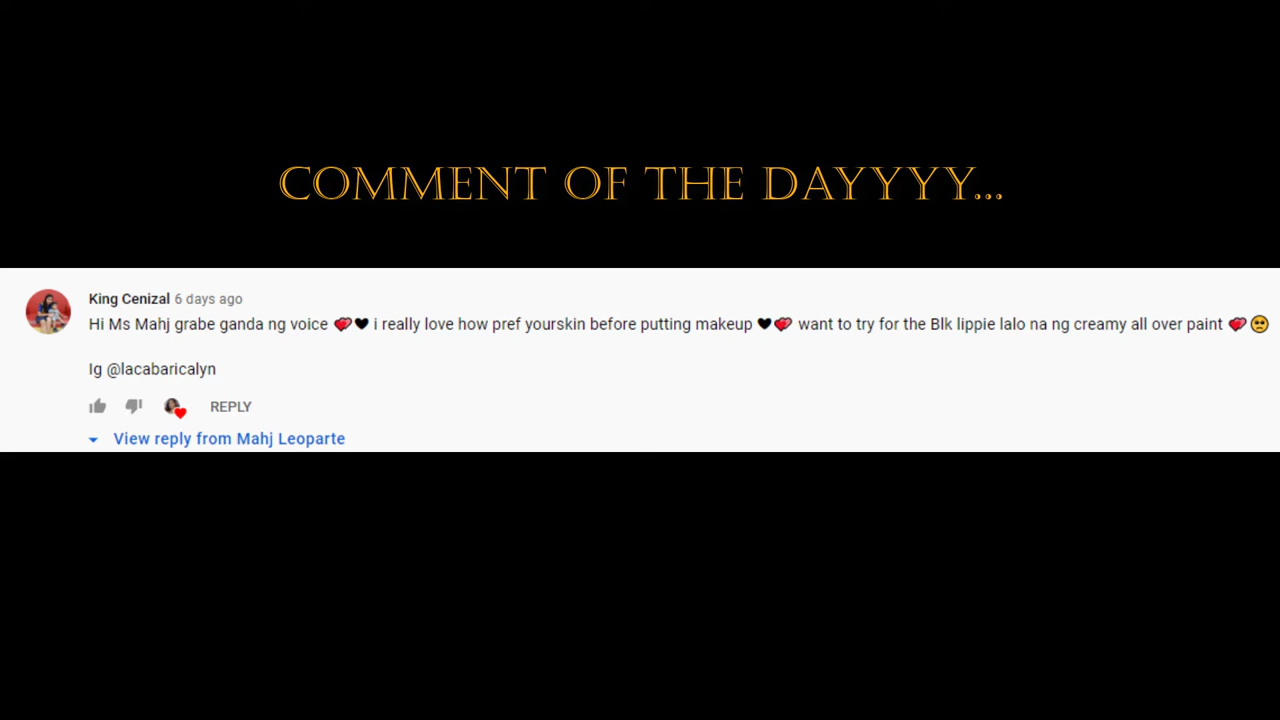 COMMENT OF THE DAYYYY...
King Cenizal 6 days ago
Hi Ms Mahj grabe ganda ng voice 💕🖤 i really love how pref yourskin before putting makeup 🖤💕 want to try for the Blk lippie lalo na ng creamy all over paint 💕🥺
Ig @lacabaricalyn
REPLY
View reply from Mahj Leoparte